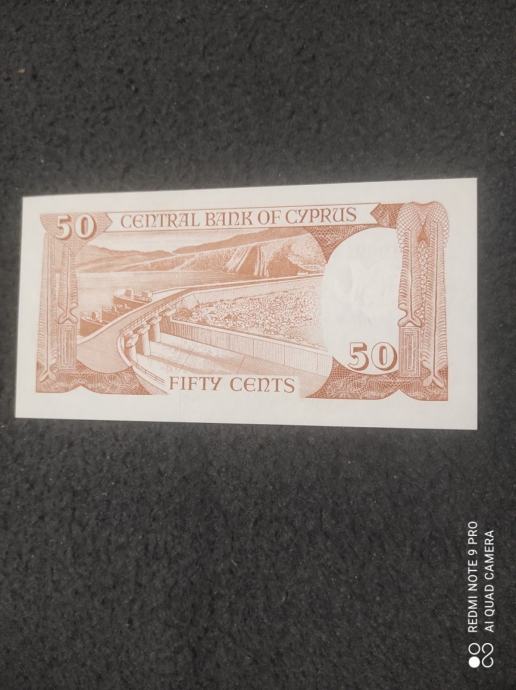 50 CENTRAL BANK OF CYPRUS
50
FIFTY CENTS
REDMI NOTE 9 PRO
AI QUAD CAMERA